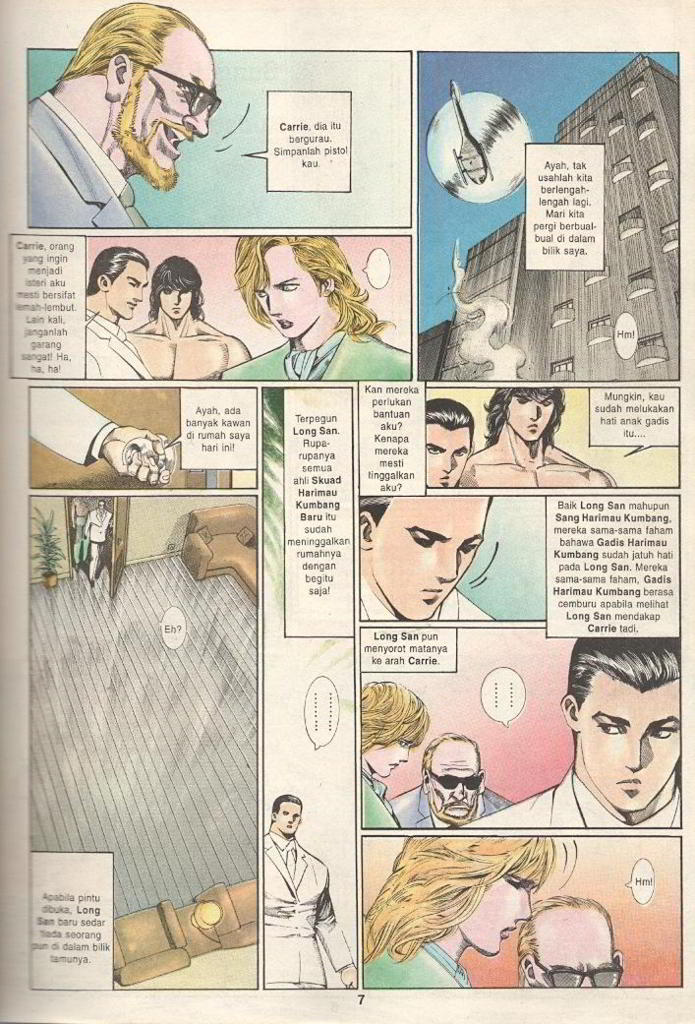 Carrie, dia itu
bergurau.
Simpanlah pistol
kau.
Ayah, tak
usahlah kita
berlengah-
lengah lagi.
Mari kita
pergi berbual-
bual di dalam
bilik saya.
Hm!
Carrie, orang
yang ingin
menjadi
isteri aku
mesti bersifat
lemah-lembut.
Lain kali,
janganlah
garang
sangat! Ha,
ha, ha!
Ayah, ada
banyak kawan
di rumah saya
hari ini!
Eh?
Apabila pintu
dibuka, Long
San baru sedar
tiada seorang
pun di dalam bilik
tamunya.
Terpegun
Long San.
Rupa-
rupanya
semua
ahli Skuad
Harimau
Kumbang
Baru itu
sudah
meninggalkan
rumahnya
dengan
begitu
saja!
Kan mereka
perlukan
bantuan
aku?
Kenapa
mereka
mesti
tinggalkan
aku?
Mungkin, kau
sudah melukakan
hati anak gadis
itu....
Baik Long San mahupun
Sang Harimau Kumbang,
mereka sama-sama faham
bahawa Gadis Harimau
Kumbang sudah jatuh hati
pada Long San. Mereka
sama-sama faham, Gadis
Harimau Kumbang berasa
cemburu apabila melihat
Long San mendakap
Carrie tadi.
Long San pun
menyorot matanya
ke arah Carrie.
Hm!
7